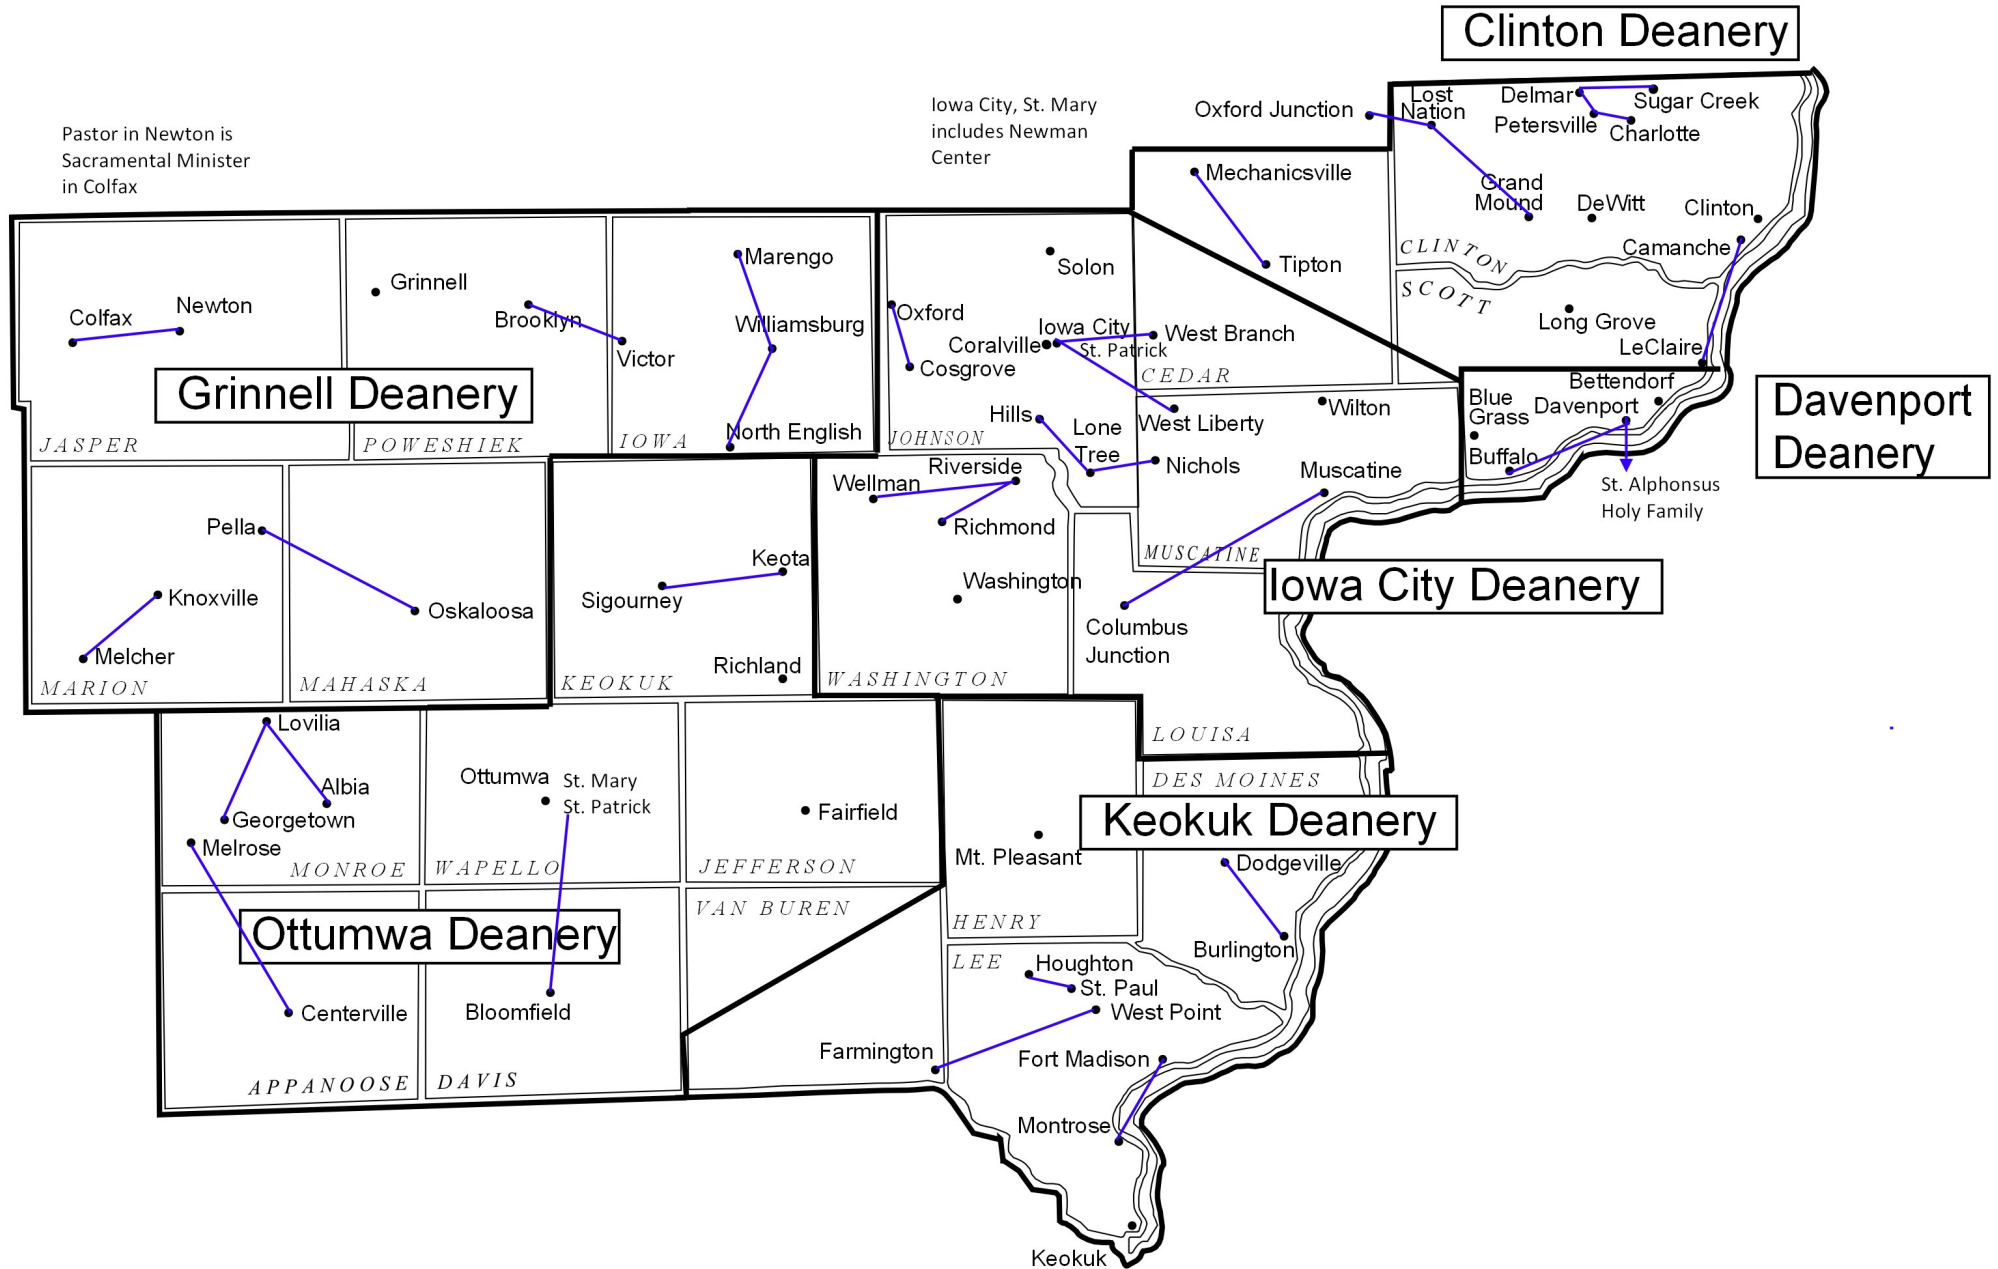 Clinton Deanery
Pastor in Newton is
Sacramental Minister
in Colfax
Iowa City, St. Mary
includes Newman
Center
Oxford Junction
Lost
Nation
Delmar
Sugar Creek
Petersville
Charlotte
Mechanicsville
Grand
Mound
DeWitt
Clinton
Camanche
Tipton
CLINTON
SCOTT
Long Grove
LeClaire
Marengo
Solon
Grinnell
Newton
Colfax
Brooklyn
Victor
Williamsburg
Oxford
Cosgrove
Iowa City
Coralville
St. Patrick
West Branch
CEDAR
Grinnell Deanery
Bettendorf
Blue
Grass
Davenport
Buffalo
Davenport
Deanery
St. Alphonsus
Holy Family
Wilton
West Liberty
Hills
Lone
Tree
Nichols
Muscatine
North English
JASPER
POWESHIEK
IOWA
JOHNSON
Riverside
Wellman
Richmond
Pella
Keota
Sigourney
Washington
MUSCATINE
Iowa City Deanery
Knoxville
Oskaloosa
Columbus
Junction
Melcher
Richland
MARION
MAHASKA
KEOKUK
WASHINGTON
Lovilia
LOUISA
Ottumwa
St. Mary
St. Patrick
Albia
DES MOINES
Georgetown
Fairfield
Keokuk Deanery
Melrose
Mt. Pleasant
Dodgeville
MONROE
WAPELLO
JEFFERSON
VAN BUREN
HENRY
Ottumwa Deanery
Burlington
LEE
Houghton
St. Paul
West Point
Centerville
Bloomfield
Farmington
Fort Madison
APPANOOSE
DAVIS
Montrose
Keokuk